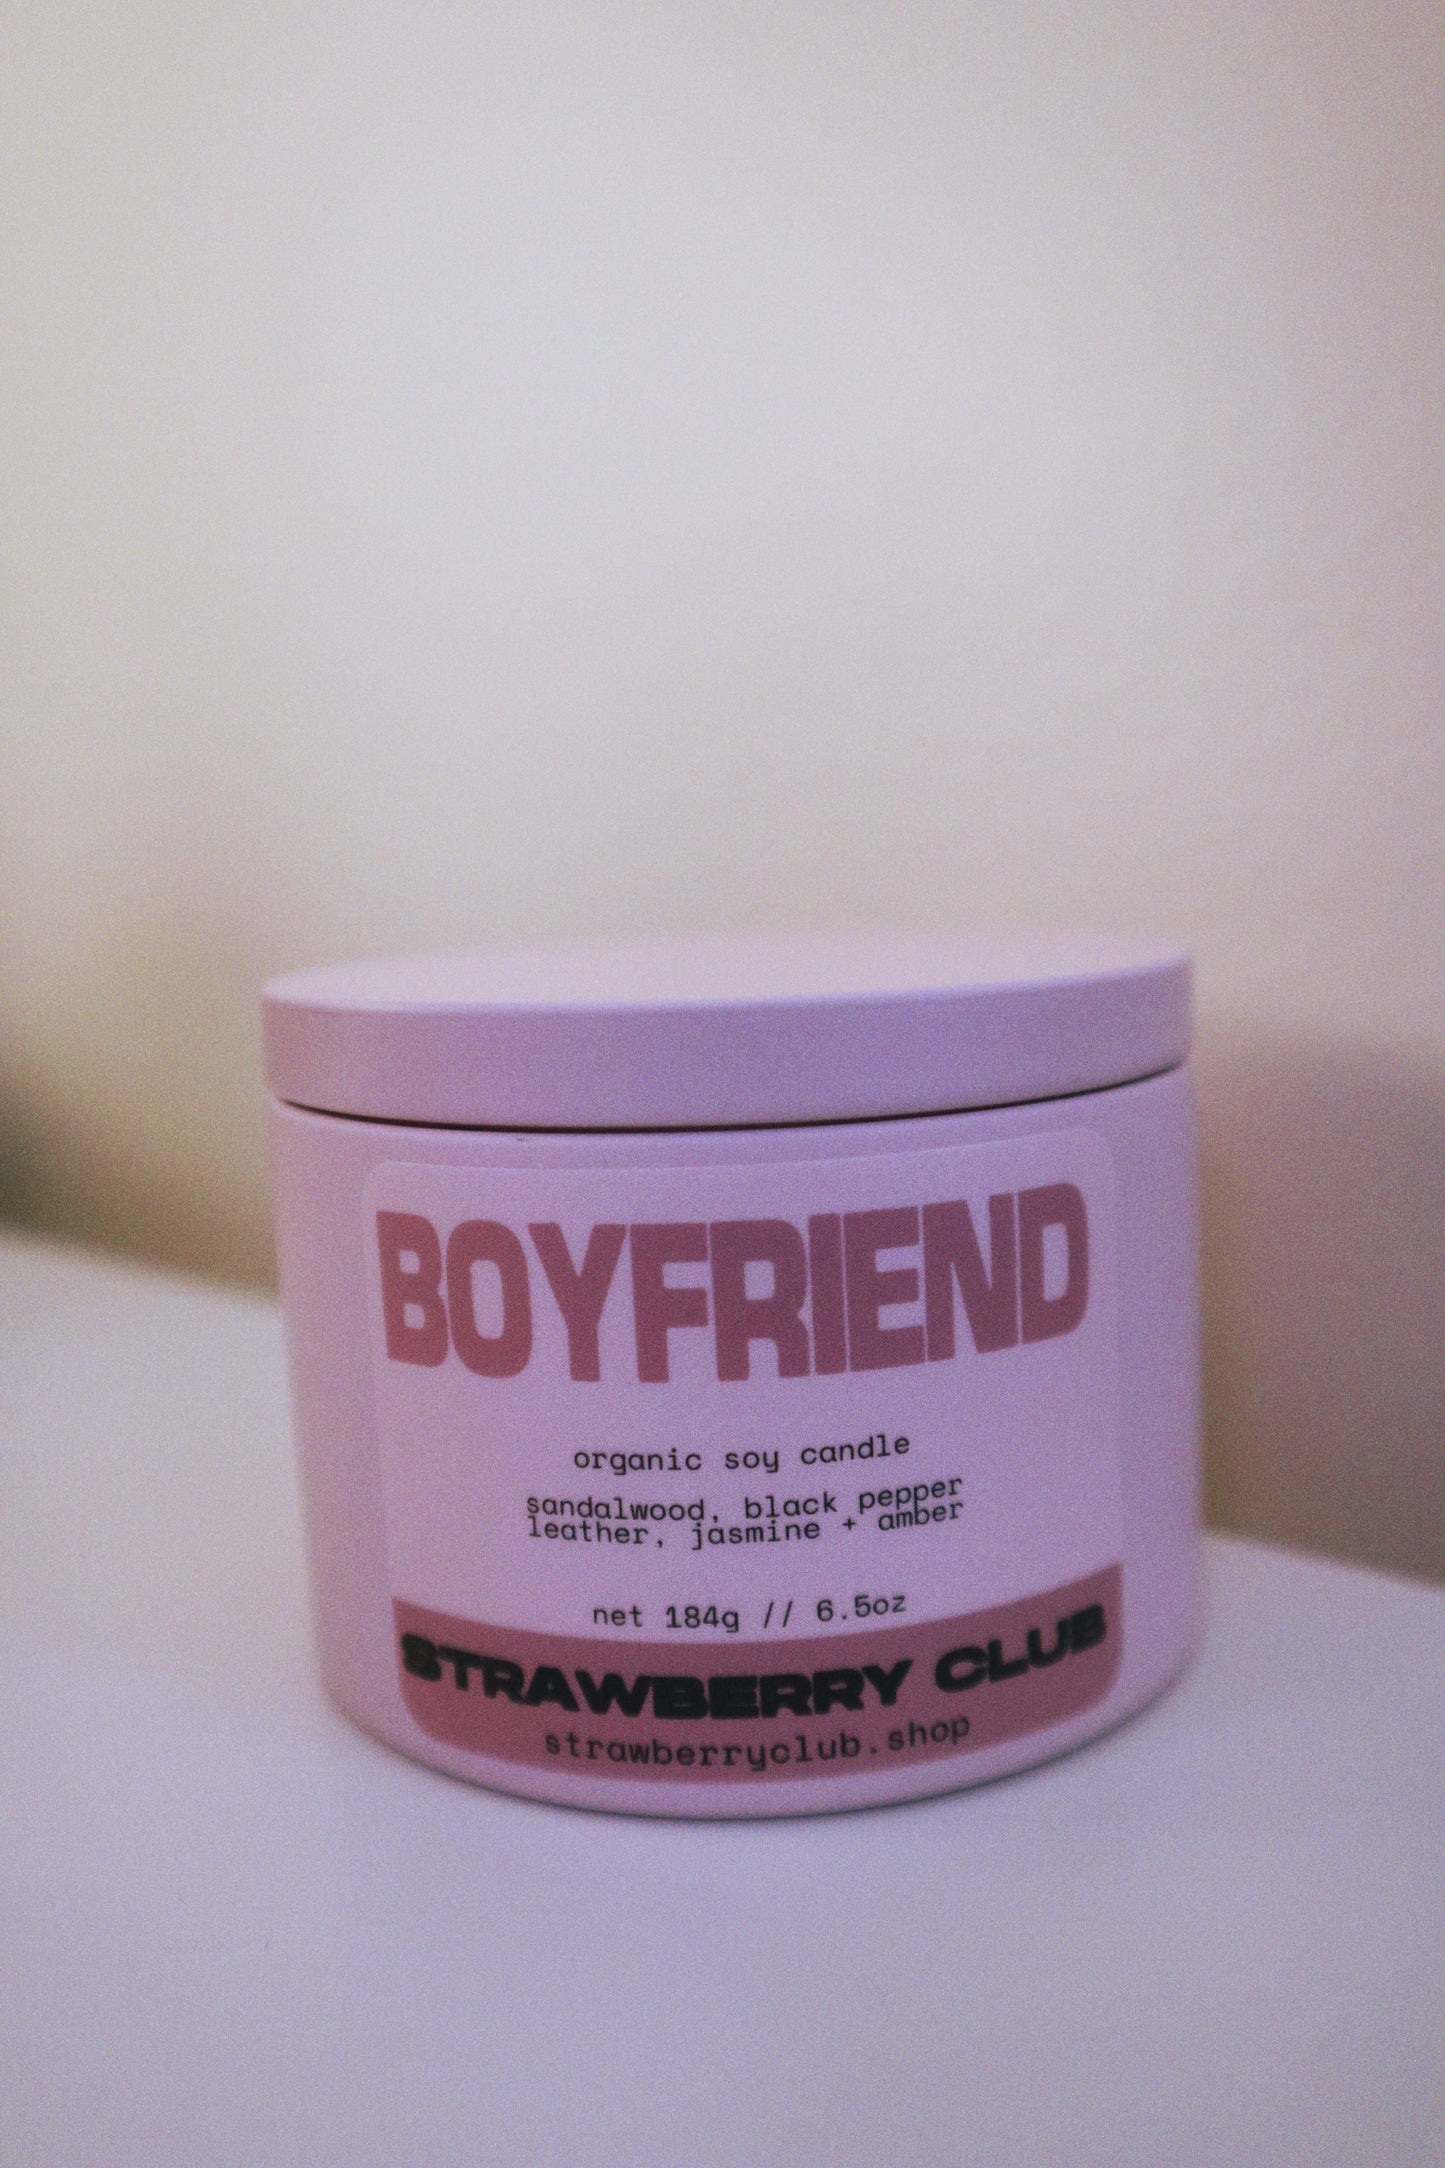 BOYFRIEND
organic soy candle
sandalwood, black pepper
leather, jasmine + amber
net 184g // 6.5oz
STRAWBERRY CLUB
strawberryclub.shop